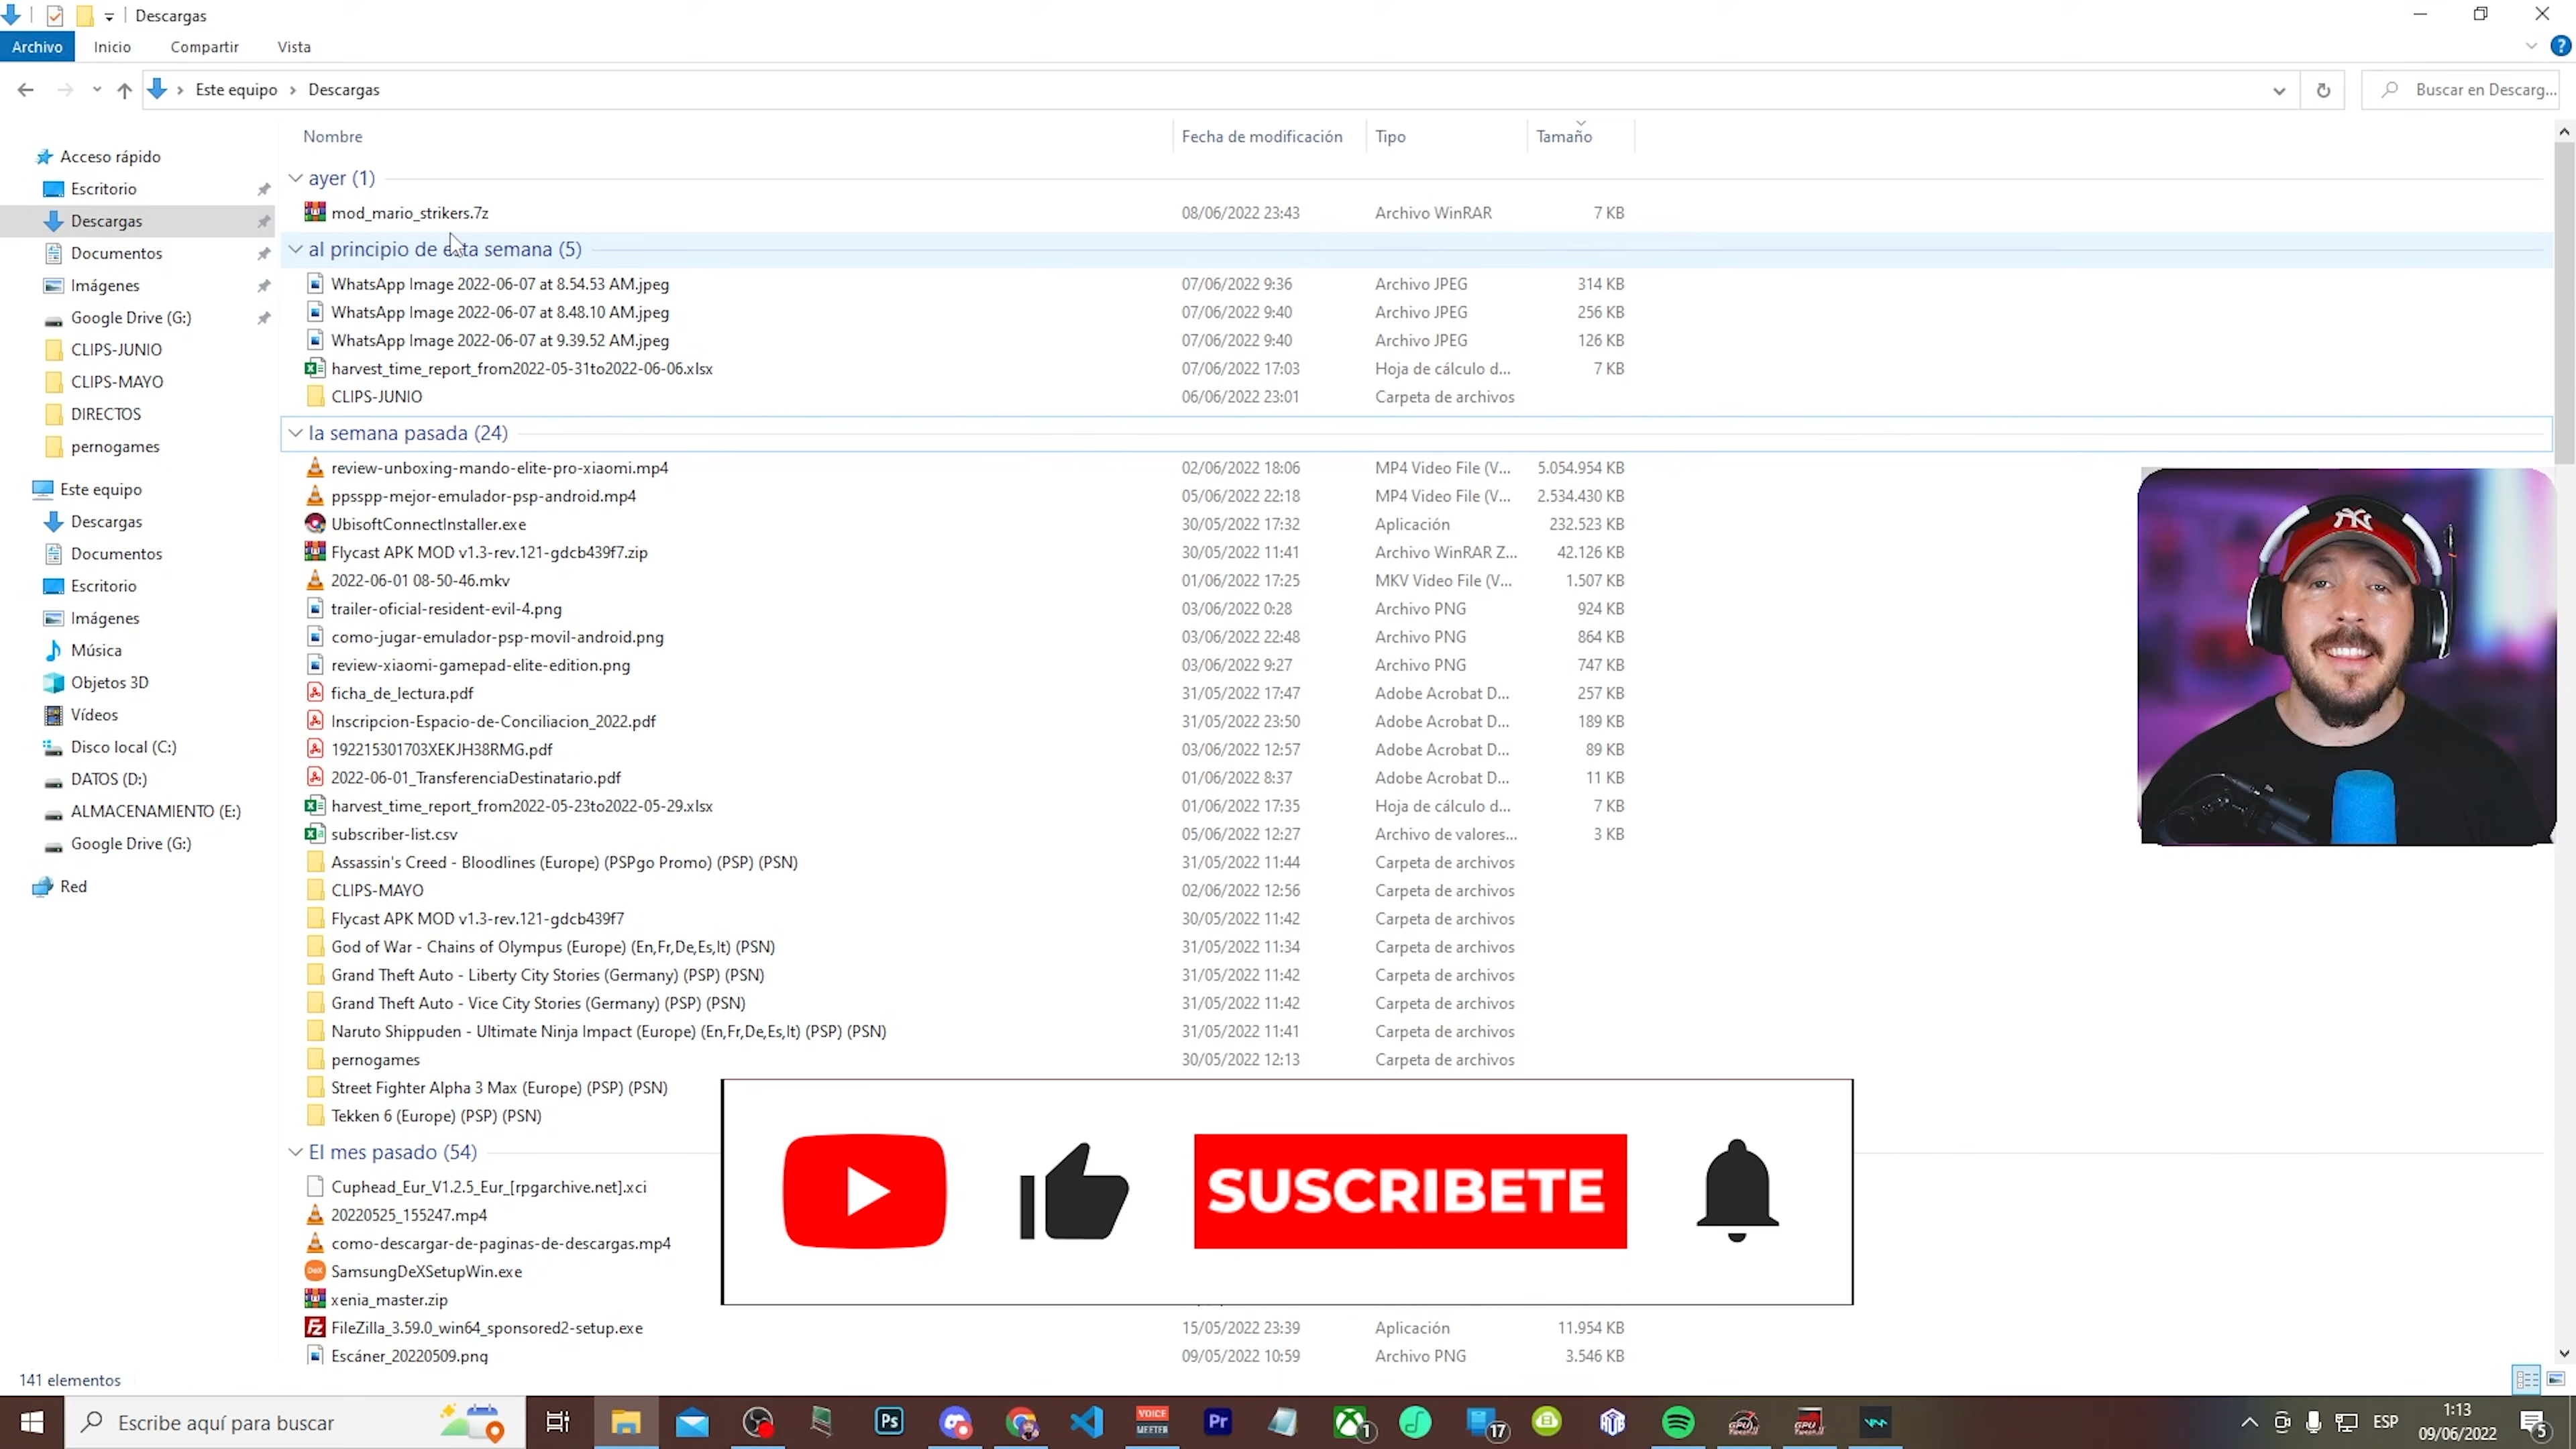 Descargas
Archivo Inicio Compartir Vista
Este equipo > Descargas
Buscar en Descarg...
Nombre Fecha de modificación Tipo Tamaño
Acceso rápido
Escritorio
Descargas
Documentos
Imágenes
Google Drive (G:)
CLIPS-JUNIO
CLIPS-MAYO
DIRECTOS
pernogames
Este equipo
Descargas
Documentos
Escritorio
Imágenes
Música
Objetos 3D
Vídeos
Disco local (C:)
DATOS (D:)
ALMACENAMIENTO (E:)
Google Drive (G:)
Red
ayer (1)
mod_mario_strikers.7z 08/06/2022 23:43 Archivo WinRAR 7 KB
al principio de esta semana (5)
WhatsApp Image 2022-06-07 at 8.54.53 AM.jpeg 07/06/2022 9:36 Archivo JPEG 314 KB
WhatsApp Image 2022-06-07 at 8.48.10 AM.jpeg 07/06/2022 9:40 Archivo JPEG 256 KB
WhatsApp Image 2022-06-07 at 9.39.52 AM.jpeg 07/06/2022 9:40 Archivo JPEG 126 KB
harvest_time_report_from2022-05-31to2022-06-06.xlsx 07/06/2022 17:03 Hoja de cálculo d... 7 KB
CLIPS-JUNIO 06/06/2022 23:01 Carpeta de archivos
la semana pasada (24)
review-unboxing-mando-elite-pro-xiaomi.mp4 02/06/2022 18:06 MP4 Video File (V... 5.054.954 KB
ppsspp-mejor-emulador-psp-android.mp4 05/06/2022 22:18 MP4 Video File (V... 2.534.430 KB
UbisoftConnectInstaller.exe 30/05/2022 17:32 Aplicación 232.523 KB
Flycast APK MOD v1.3-rev.121-gdcb439f7.zip 30/05/2022 11:41 Archivo WinRAR Z... 42.126 KB
2022-06-01 08-50-46.mkv 01/06/2022 17:25 MKV Video File (V... 1.507 KB
trailer-oficial-resident-evil-4.png 03/06/2022 0:28 Archivo PNG 924 KB
como-jugar-emulador-psp-movil-android.png 03/06/2022 22:48 Archivo PNG 864 KB
review-xiaomi-gamepad-elite-edition.png 03/06/2022 9:27 Archivo PNG 747 KB
ficha_de_lectura.pdf 31/05/2022 17:47 Adobe Acrobat D... 257 KB
Inscripcion-Espacio-de-Conciliacion_2022.pdf 31/05/2022 23:50 Adobe Acrobat D... 189 KB
192215301703XEKJH38RMG.pdf 03/06/2022 12:57 Adobe Acrobat D... 89 KB
2022-06-01_TransferenciaDestinatario.pdf 01/06/2022 8:37 Adobe Acrobat D... 11 KB
harvest_time_report_from2022-05-23to2022-05-29.xlsx 01/06/2022 17:35 Hoja de cálculo d... 7 KB
subscriber-list.csv 05/06/2022 12:27 Archivo de valores... 3 KB
Assassin's Creed - Bloodlines (Europe) (PSPgo Promo) (PSP) (PSN) 31/05/2022 11:44 Carpeta de archivos
CLIPS-MAYO 02/06/2022 12:56 Carpeta de archivos
Flycast APK MOD v1.3-rev.121-gdcb439f7 30/05/2022 11:42 Carpeta de archivos
God of War - Chains of Olympus (Europe) (En,Fr,De,Es,It) (PSN) 31/05/2022 11:34 Carpeta de archivos
Grand Theft Auto - Liberty City Stories (Germany) (PSP) (PSN) 31/05/2022 11:42 Carpeta de archivos
Grand Theft Auto - Vice City Stories (Germany) (PSP) (PSN) 31/05/2022 11:42 Carpeta de archivos
Naruto Shippuden - Ultimate Ninja Impact (Europe) (En,Fr,De,Es,It) (PSP) (PSN) 31/05/2022 11:41 Carpeta de archivos
pernogames 30/05/2022 12:13 Carpeta de archivos
Street Fighter Alpha 3 Max (Europe) (PSP) (PSN)
Tekken 6 (Europe) (PSP) (PSN)
El mes pasado (54)
Cuphead_Eur_V1.2.5_Eur_[rpgarchive.net].xci
20220525_155247.mp4
como-descargar-de-paginas-de-descargas.mp4
SamsungDeXSetupWin.exe
xenia_master.zip
FileZilla_3.59.0_win64_sponsored2-setup.exe 15/05/2022 23:39 Aplicación 11.954 KB
Escáner_20220509.png 09/05/2022 10:59 Archivo PNG 3.546 KB
SUSCRIBETE
NY
141 elementos
Escribe aquí para buscar
Ps
VOICE
MEETER
Pr
1
17
ESP
1:13
09/06/2022
5